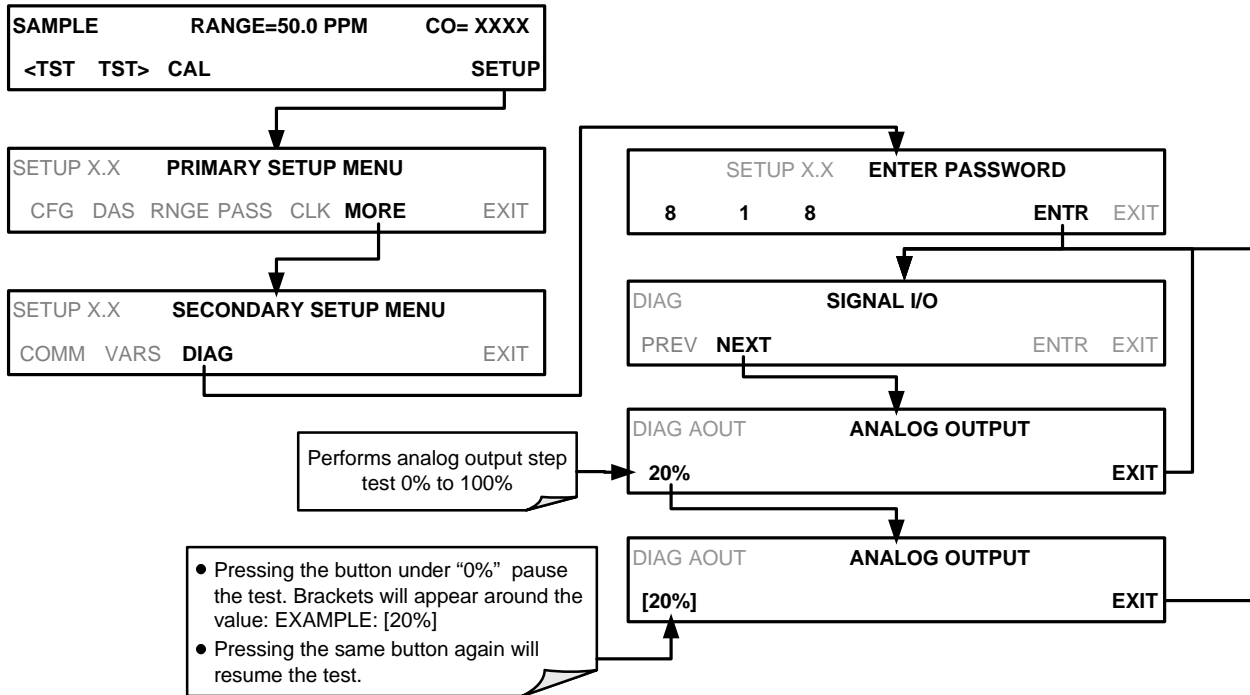 SAMPLE RANGE=50.0 PPM CO= XXXX
<TST TST> CAL SETUP
SETUP X.X PRIMARY SETUP MENU
CFG DAS RNGE PASS CLK MORE EXIT
SETUP X.X SECONDARY SETUP MENU
COMM VARS DIAG EXIT
SETUP X.X ENTER PASSWORD
8 1 8 ENTR EXIT
DIAG SIGNAL I/O
PREV NEXT ENTR EXIT
DIAG AOUT ANALOG OUTPUT
20% EXIT
Performs analog output step
test 0% to 100%
DIAG AOUT ANALOG OUTPUT
[20%] EXIT
● Pressing the button under “0%” pause
the test. Brackets will appear around the
value: EXAMPLE: [20%]
● Pressing the same button again will
resume the test.